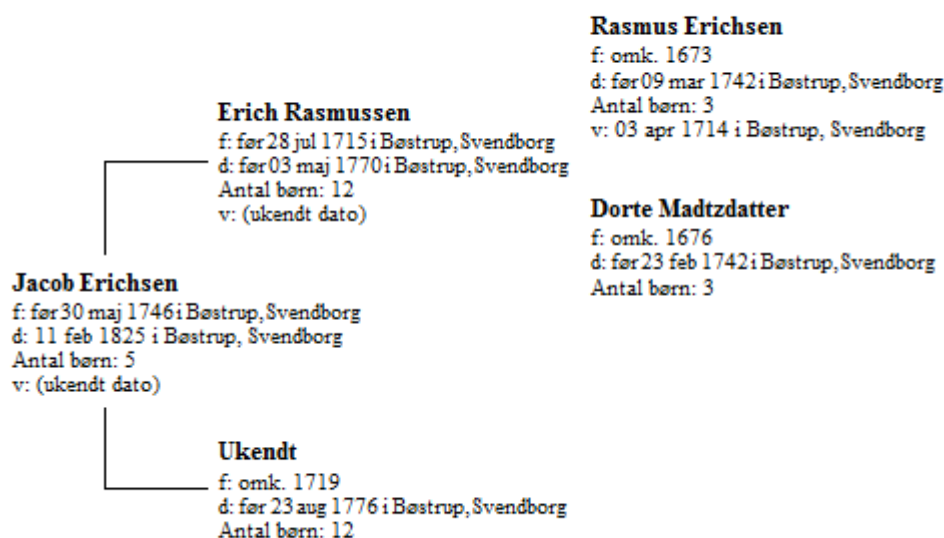 Rasmus Erichsen
f: omk. 1673
d: før 09 mar 1742 i Bøstrup, Svendborg
Antal børn: 3
v: 03 apr 1714 i Bøstrup, Svendborg
Erich Rasmussen
f: før 28 jul 1715 i Bøstrup, Svendborg
d: før 03 maj 1770 i Bøstrup, Svendborg
Antal børn: 12
v: (ukendt dato)
Dorte Madtzdatter
f: omk. 1676
d: før 23 feb 1742 i Bøstrup, Svendborg
Antal børn: 3
Jacob Erichsen
f: før 30 maj 1746 i Bøstrup, Svendborg
d: 11 feb 1825 i Bøstrup, Svendborg
Antal børn: 5
v: (ukendt dato)
Ukendt
f: omk. 1719
d: før 23 aug 1776 i Bøstrup, Svendborg
Antal børn: 12